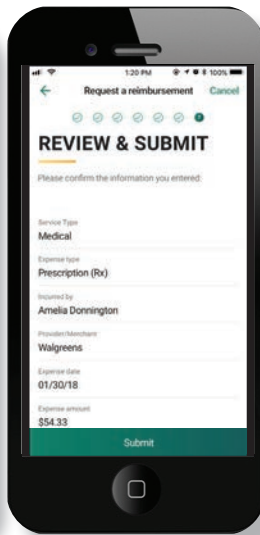 1:20 PM 100%
Request a reimbursement Cancel
7
REVIEW & SUBMIT
Please confirm the information you entered:
Service Type
Medical
Expense type
Prescription (Rx)
Incurred by
Amelia Donnington
Provider/Merchant
Walgreens
Expense date
01/30/18
Expense amount
$54.33
Submit